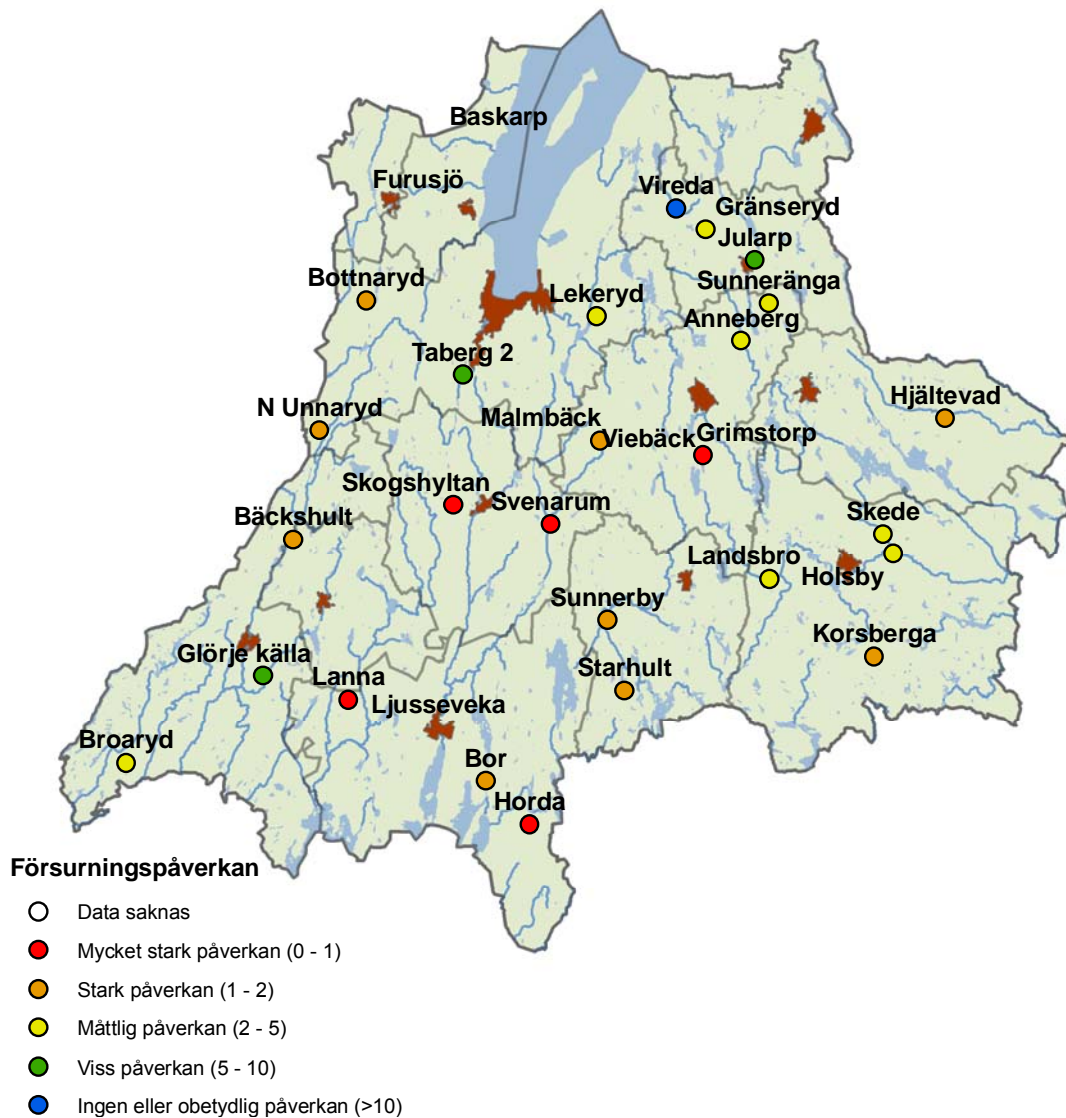 Baskarp
Furusjö
Vireda
Gränseryd
Jularp
Bottnaryd
Sunneränga
Lekeryd
Anneberg
Taberg 2
Hjältevad
N Unnaryd
Malmbäck
Viebäck
Grimstorp
Skogshyltan
Svenarum
Bäckshult
Skede
Landsbro
Holsby
Sunnerby
Korsberga
Glörje källa
Starhult
Lanna
Ljusseveka
Broaryd
Bor
Horda
Försurningspåverkan
Data saknas
Mycket stark påverkan (0 - 1)
Stark påverkan (1 - 2)
Måttlig påverkan (2 - 5)
Viss påverkan (5 - 10)
Ingen eller obetydlig påverkan (>10)